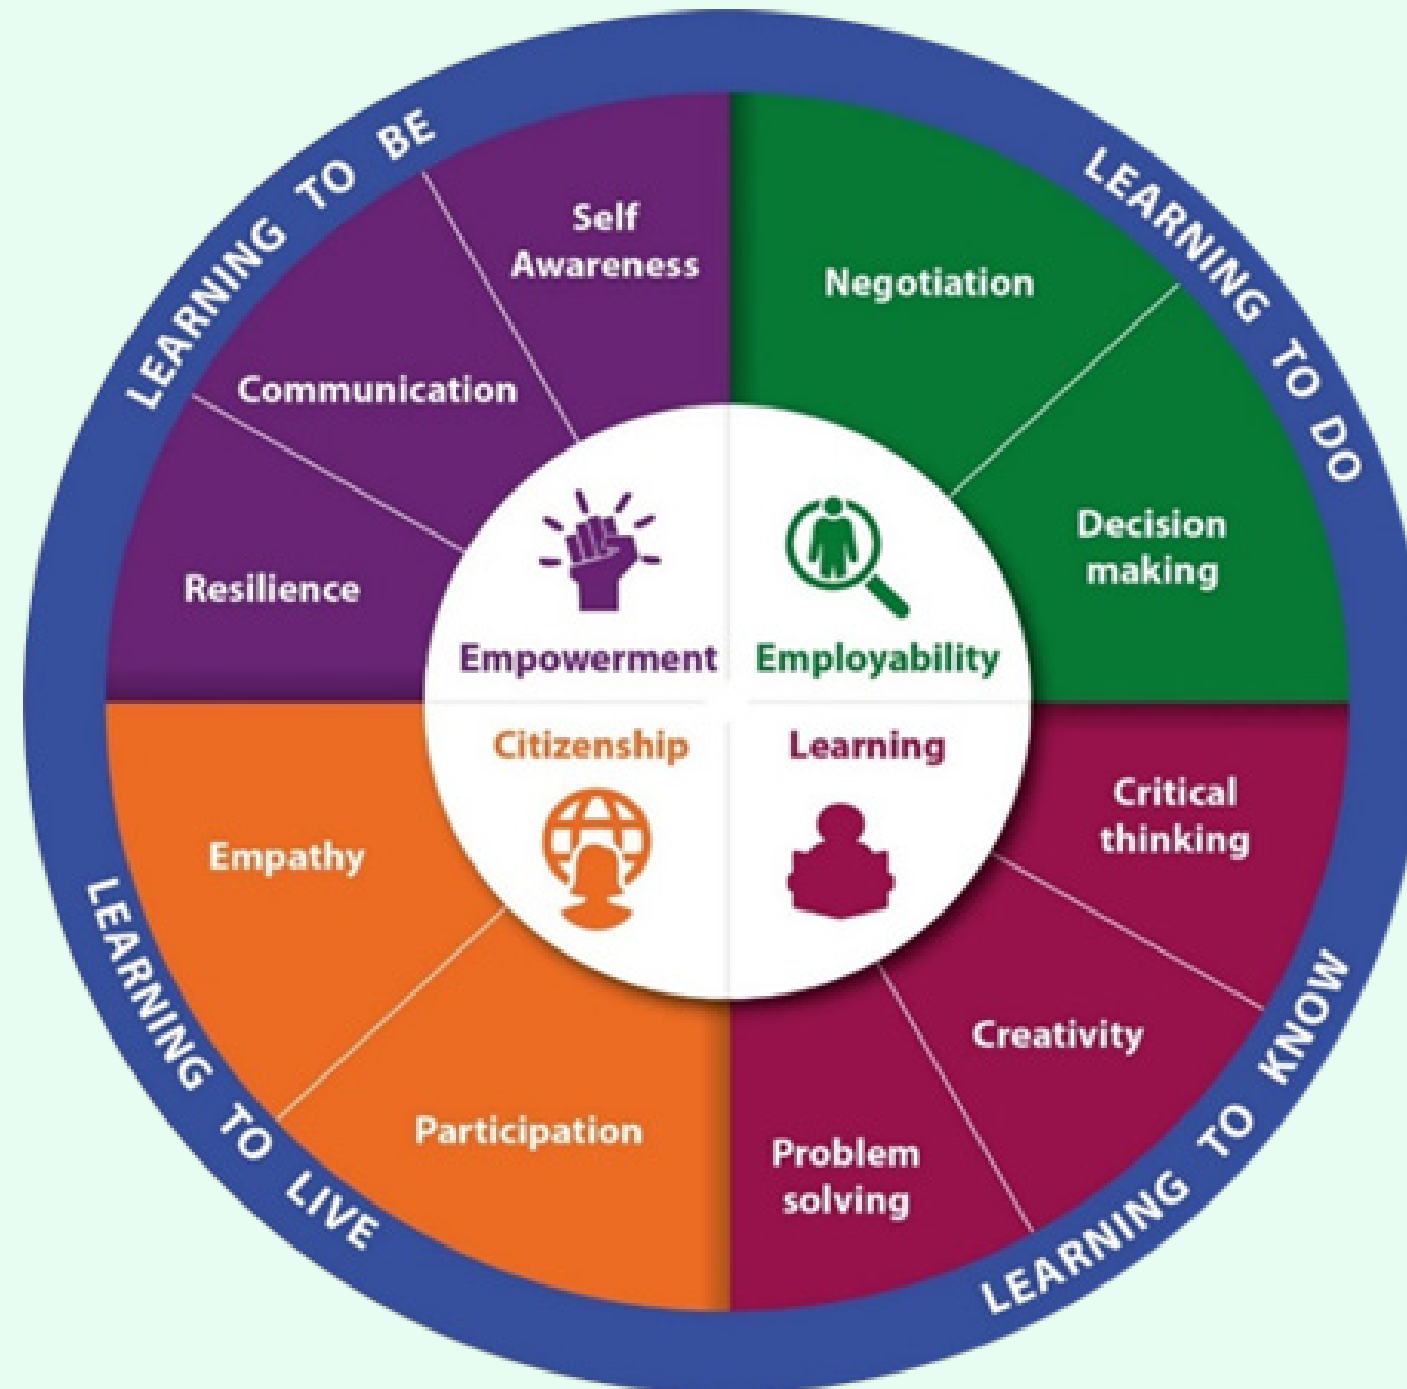 LEARNING TO BE
Self
Awareness
Communication
Resilience
LEARNING TO DO
Negotiation
Decision
making
Empowerment
Employability
Citizenship
Learning
Critical
thinking
Creativity
Problem
solving
LEARNING TO KNOW
Empathy
Participation
LEARNING TO LIVE